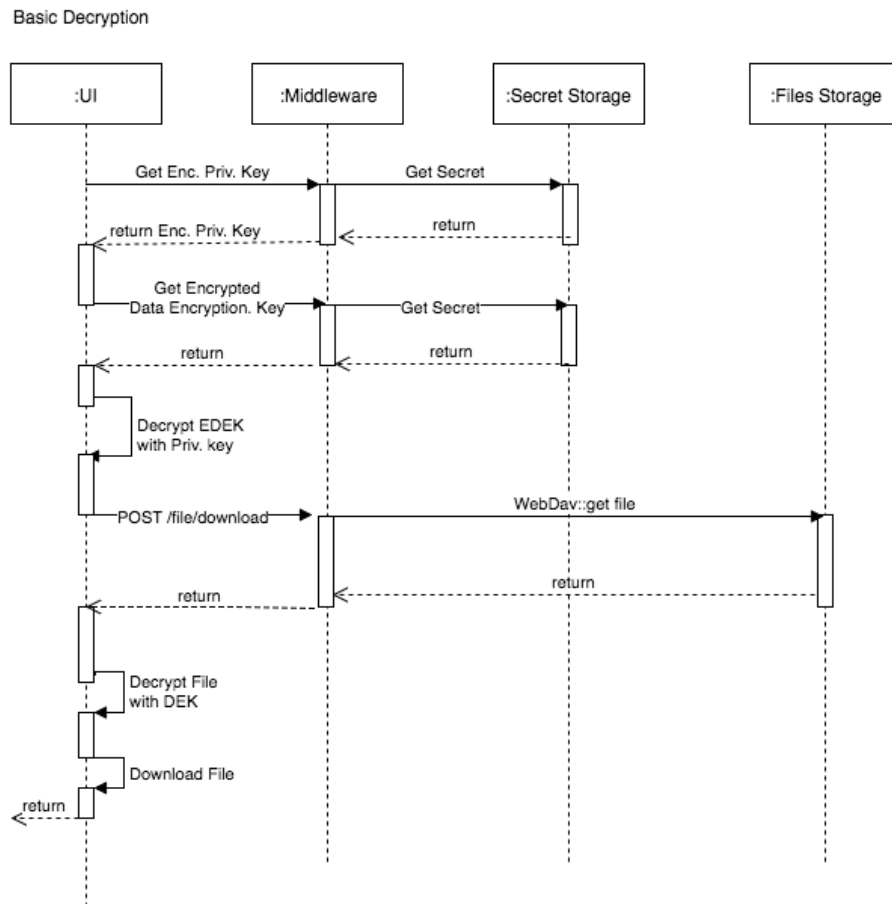 Basic Decryption
:UI
:Middleware
:Secret Storage
:Files Storage
Get Enc. Priv. Key
Get Secret
return Enc. Priv. Key
return
Get Encrypted
Data Encryption. Key
Get Secret
return
return
Decrypt EDEK
with Priv. key
POST /file/download
WebDav::get file
return
return
Decrypt File
with DEK
Download File
return